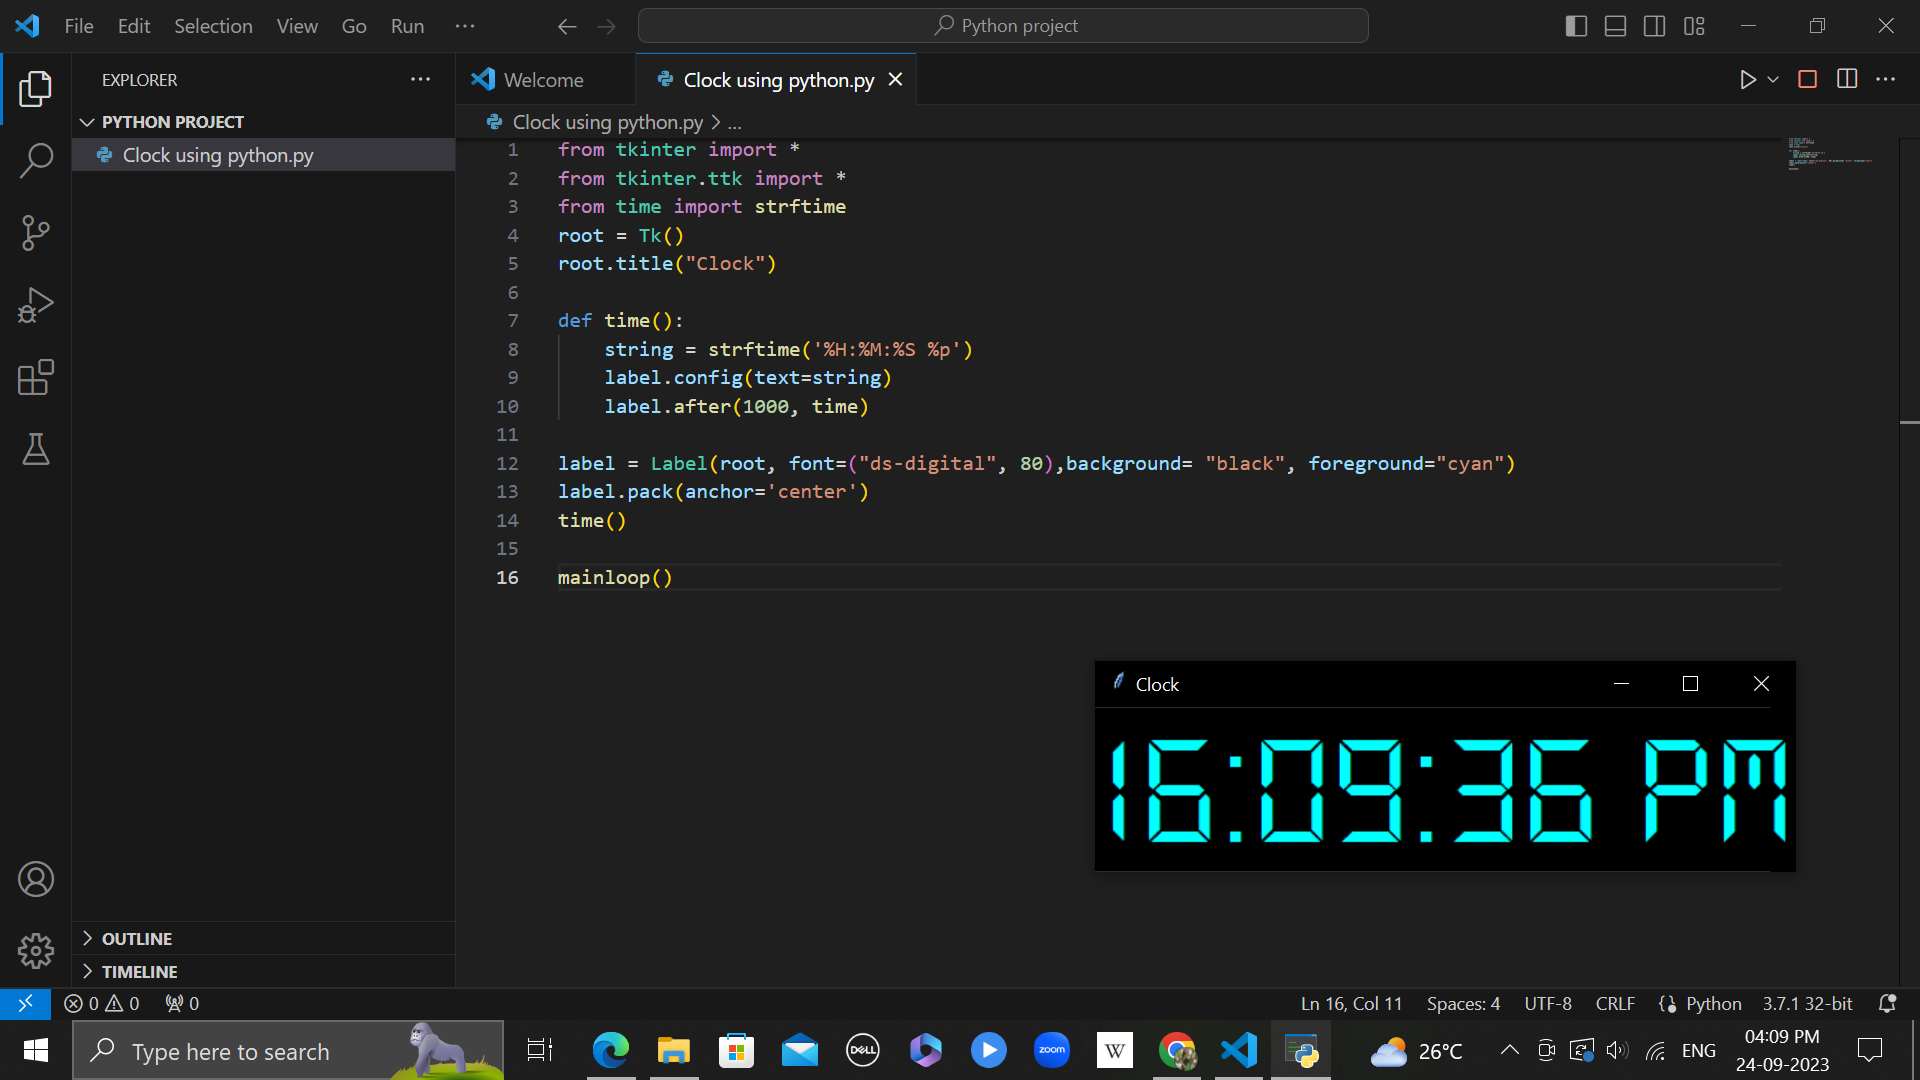 File Edit Selection View Go Run ···
Python project
EXPLORER ···
Welcome
Clock using python.py
PYTHON PROJECT
Clock using python.py > ...
Clock using python.py
1 from tkinter import *
2 from tkinter.ttk import *
3 from time import strftime
4 root = Tk()
5 root.title("Clock")
6
7 def time():
8     string = strftime('%H:%M:%S %p')
9     label.config(text=string)
10     label.after(1000, time)
11
12 label = Label(root, font=("ds-digital", 80),background= "black", foreground="cyan")
13 label.pack(anchor='center')
14 time()
15
16 mainloop()
Clock
16:09:36 PM
OUTLINE
TIMELINE
0 0 0
Ln 16, Col 11 Spaces: 4 UTF-8 CRLF Python 3.7.1 32-bit
Type here to search
DELL
zoom
W
26°C
ENG
04:09 PM
24-09-2023